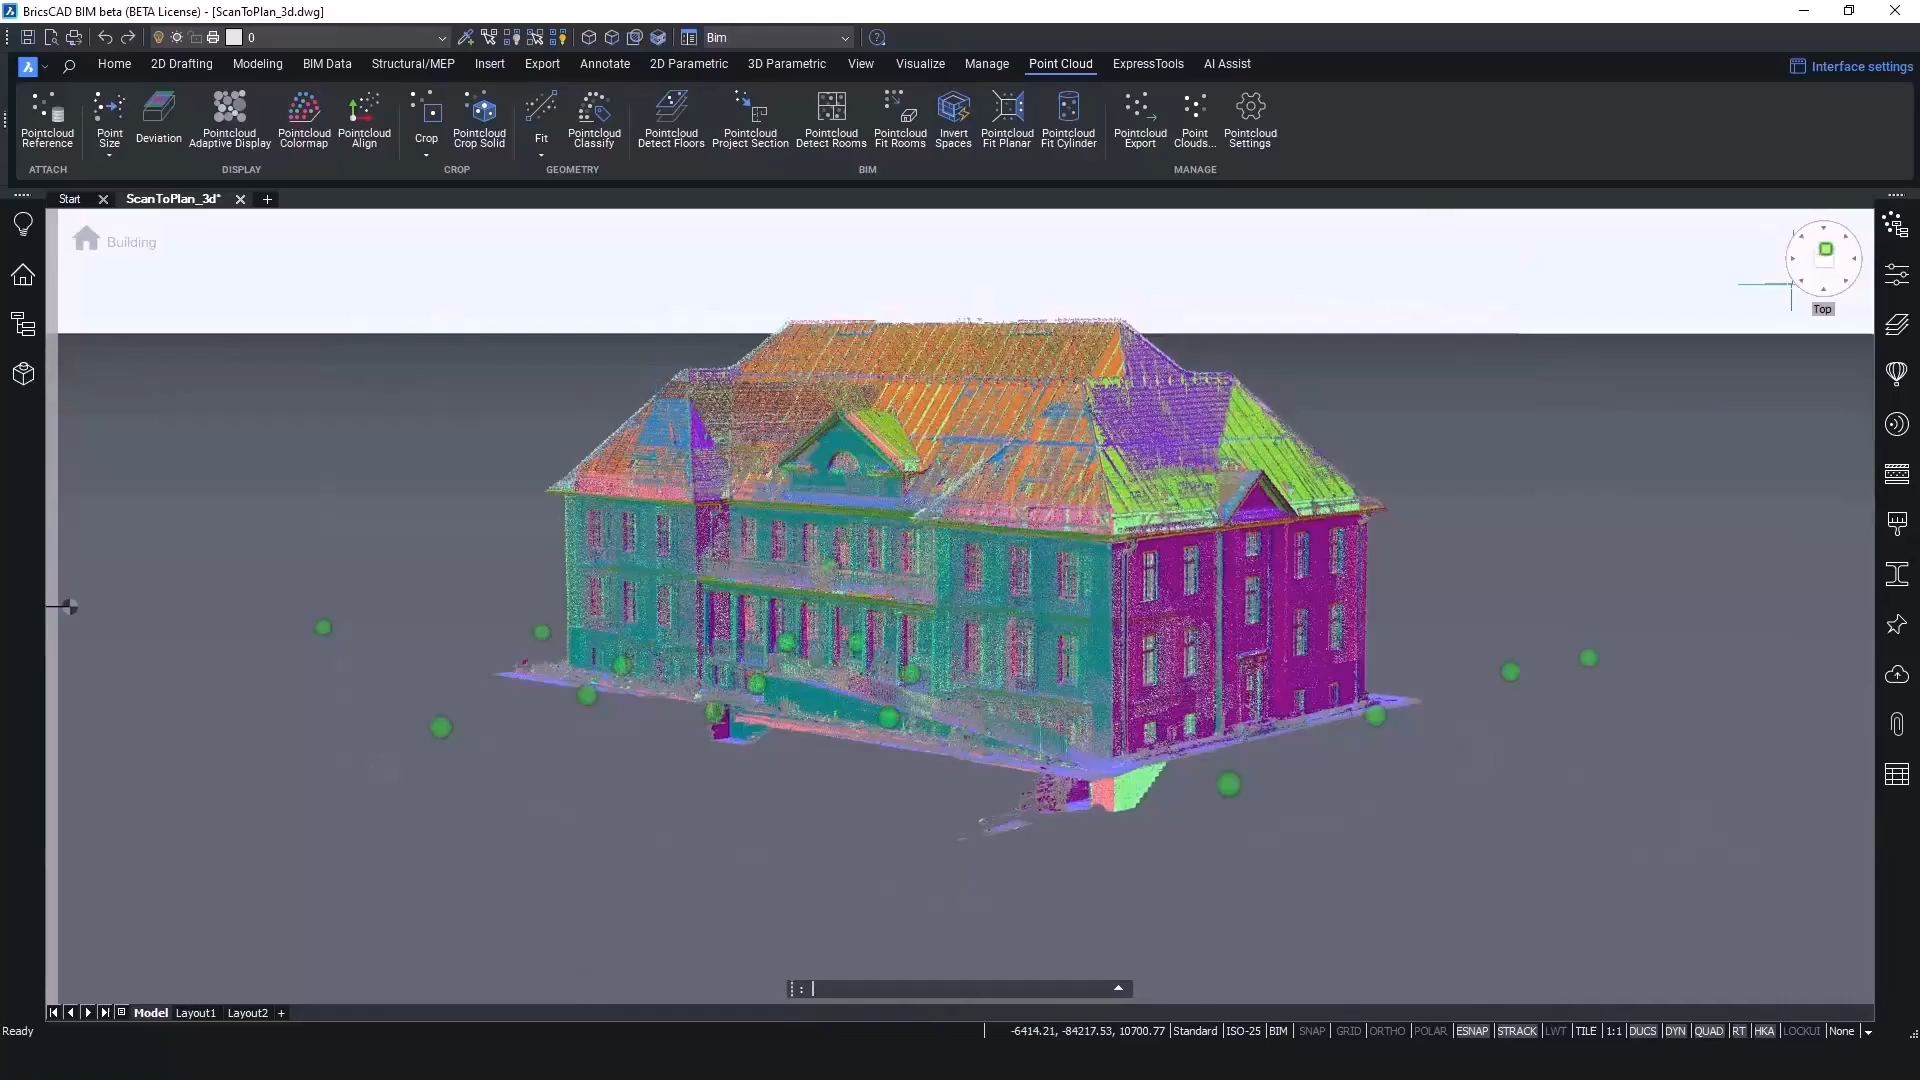 BricsCAD BIM beta (BETA License) - [ScanToPlan_3d.dwg]
0
Bim
Home 2D Drafting Modeling BIM Data Structural/MEP Insert Export Annotate 2D Parametric 3D Parametric View Visualize Manage Point Cloud ExpressTools AI Assist
Interface settings
Pointcloud Reference
Point Size
Deviation
Pointcloud Adaptive Display
Pointcloud Colormap
Pointcloud Align
Crop
Pointcloud Crop Solid
Fit
Pointcloud Classify
Pointcloud Detect Floors
Pointcloud Project Section
Pointcloud Detect Rooms
Pointcloud Fit Rooms
Invert Spaces
Pointcloud Fit Planar
Pointcloud Fit Cylinder
Pointcloud Export
Point Clouds...
Pointcloud Settings
ATTACH DISPLAY CROP GEOMETRY BIM MANAGE
Start ScanToPlan_3d*
Building
Top
:
Model Layout1 Layout2 +
Ready
-6414.21, -84217.53, 10700.77 Standard ISO-25 BIM SNAP GRID ORTHO POLAR ESNAP STRACK LWT TILE 1:1 DUCS DYN QUAD RT HKA LOCKUI None